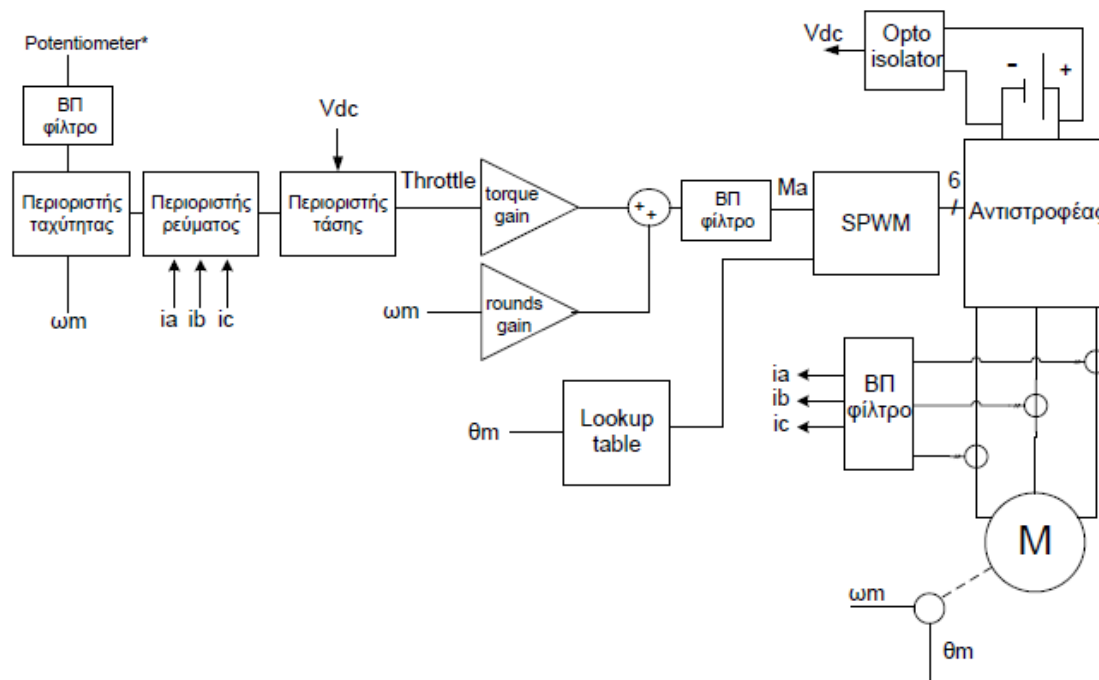 Potentiometer*
ΒΠ
φίλτρο
Περιοριστής
ταχύτητας
ωm
Περιοριστής
ρεύματος
ia ib ic
Vdc
Περιοριστής
τάσης
Throttle
torque
gain
ωm
rounds
gain
+
+
ΒΠ
φίλτρο
Ma
SPWM
θm
Lookup
table
6
Αντιστροφέας
Vdc
Opto
isolator
- +
ia
ib
ic
ΒΠ
φίλτρο
M
ωm
θm